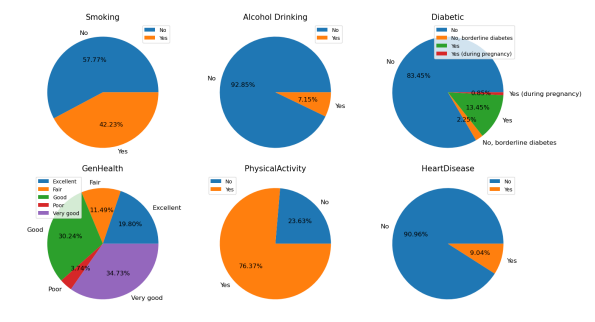 Smoking
No
Yes
No
57.77%
42.23%
Yes
Alcohol Drinking
No
Yes
No
92.85%
7.15%
Yes
Diabetic
No
No, borderline diabetes
Yes
Yes (during pregnancy)
No
83.45%
0.85%
Yes (during pregnancy)
13.45%
Yes
2.25%
No, borderline diabetes
GenHealth
Excellent
Fair
Good
Poor
Very good
Fair
11.49%
Excellent
19.80%
Good
30.24%
3.74%
Poor
34.73%
Very good
PhysicalActivity
No
Yes
No
23.63%
76.37%
Yes
HeartDisease
No
Yes
No
90.96%
9.04%
Yes